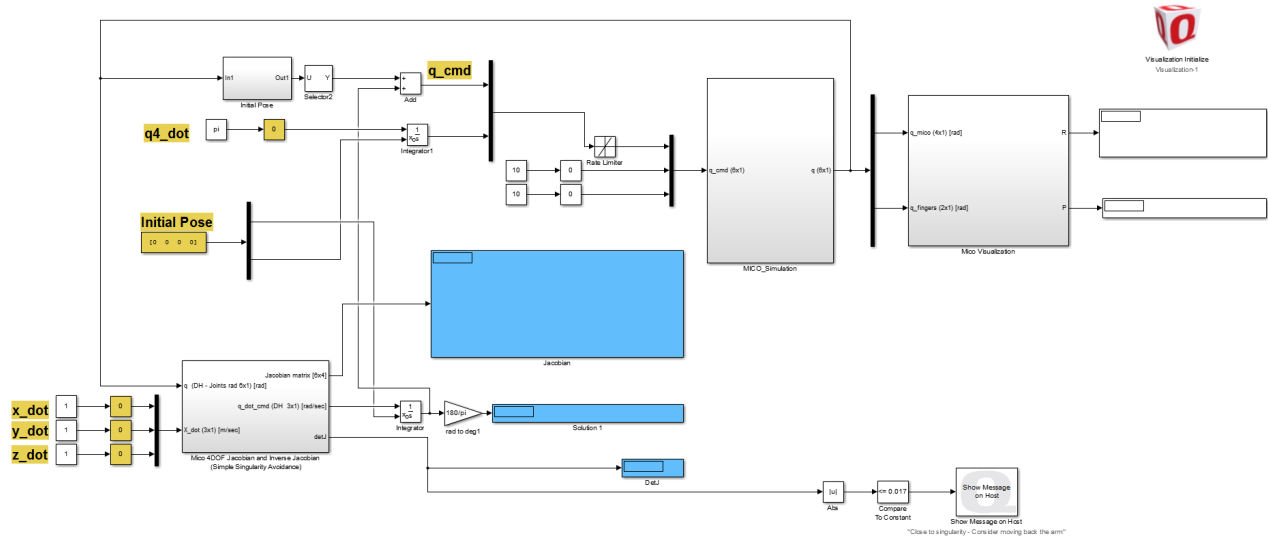 Visualization Initialize
Visualization-1
In1
Out1
Initial Pose
U
Y
Selector2
+
+
Add
q_cmd
q4_dot
pi
0
1
s
xo
Integrator1
Rate Limiter
10
0
10
0
q_cmd (6x1)
q (6x1)
MICO_Simulation
q_mico (4x1) [rad]
q_fingers (2x1) [rad]
R
P
Mico Visualization
Initial Pose
[0 0 0 0]
Jacobian
q (DH - Joints rad 6x1) [rad]
X_dot (3x1) [m/sec]
Jacobian matrix [6x4]
q_dot_cmd (DH 3x1) [rad/sec]
detJ
Mico 4DOF Jacobian and Inverse Jacobian
(Simple Singularity Avoidance)
x_dot
1
0
y_dot
1
0
z_dot
1
0
1
s
xo
Integrator
180/pi
rad to deg1
Solution 1
DetJ
|u|
Abs
<= 0.017
Compare
To Constant
Show Message
on Host
Show Message on Host
"Close to singularity - Consider moving back the arm"